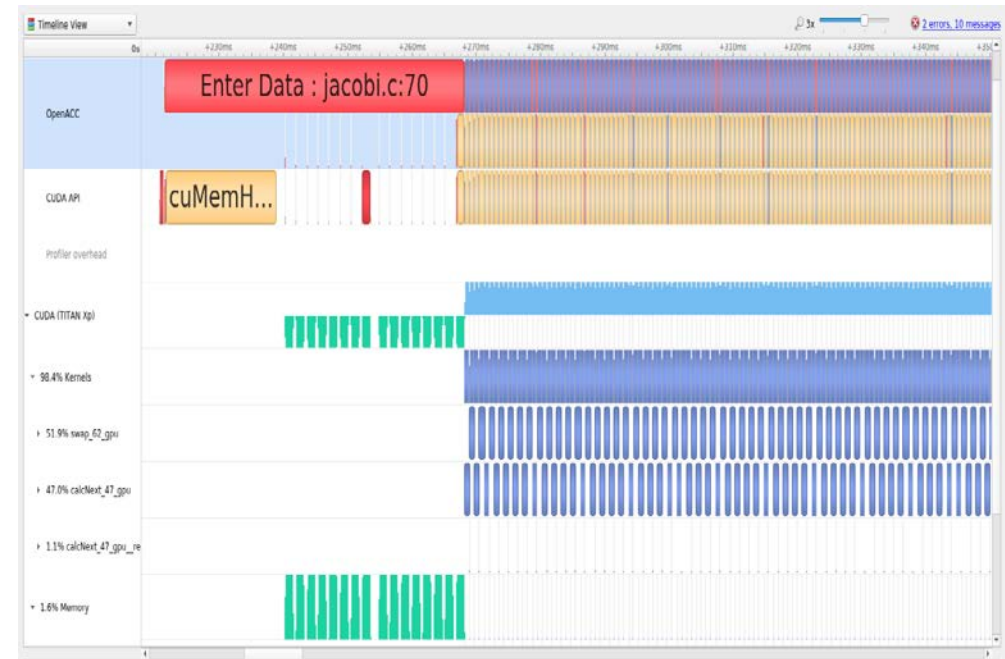 Timeline View
3x
2 errors, 10 messages
0s
+230ms
+240ms
+250ms
+260ms
+270ms
+280ms
+290ms
+300ms
+310ms
+320ms
+330ms
+340ms
+35
OpenACC
Enter Data : jacobi.c:70
CUDA API
cuMemH...
Profiler overhead
CUDA (TITAN Xp)
98.4% Kernels
51.9% swap_62_gpu
47.0% calcNext_47_gpu
1.1% calcNext_47_gpu__re
1.6% Memory